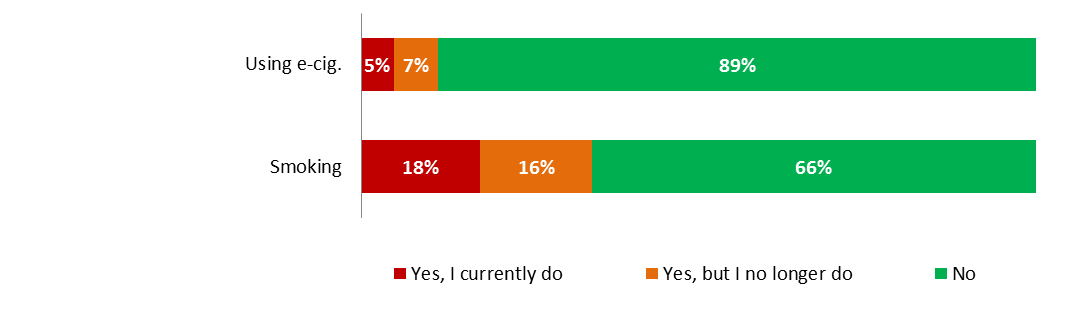 Using e-cig. 5% 7% 89%
Smoking 18% 16% 66%
Yes, I currently do Yes, but I no longer do No